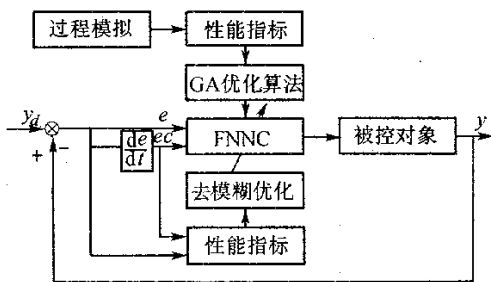 过程模拟
性能指标
GA优化算法
y_d
e
y
+
−
de/dt
ec
FNNC
被控对象
去模糊优化
性能指标